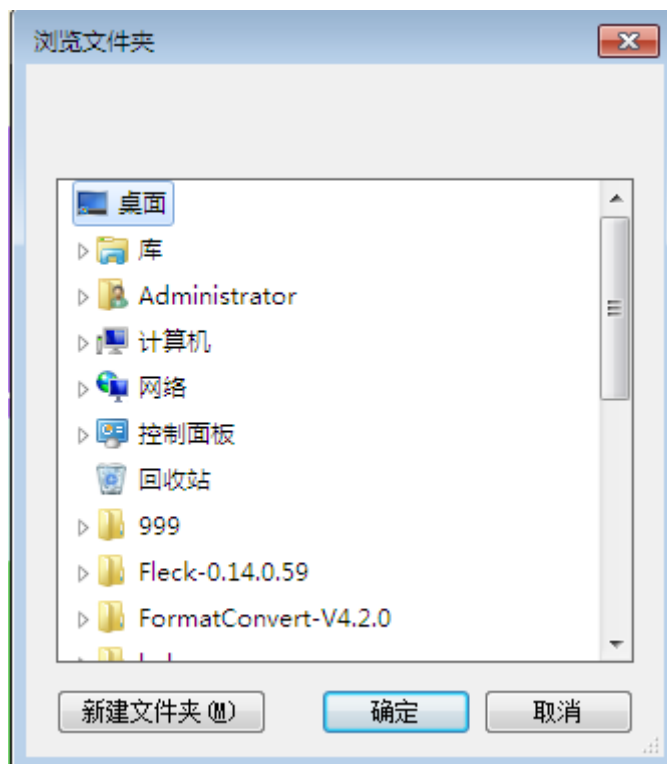 浏览文件夹
桌面
库
Administrator
计算机
网络
控制面板
回收站
999
Fleck-0.14.0.59
FormatConvert-V4.2.0
新建文件夹(M)
确定
取消